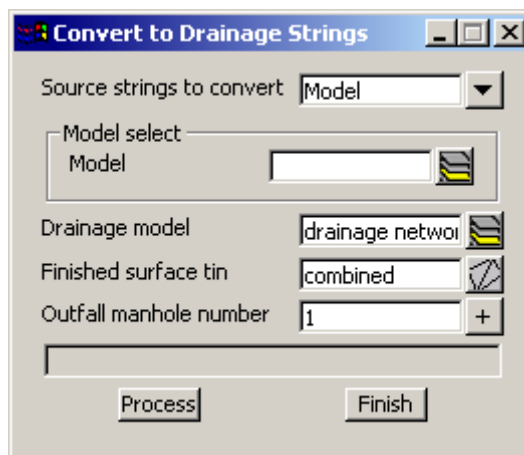 Convert to Drainage Strings
Source strings to convert Model
Model select
Model
Drainage model drainage networ
Finished surface tin combined
Outfall manhole number 1 +
Process Finish